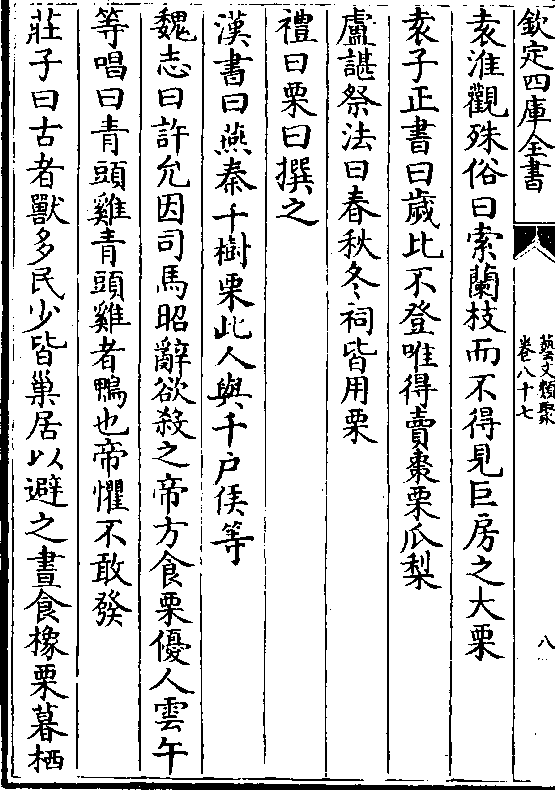 欽定四庫全書
藝文類聚
卷八十七
八
袁淮觀殊俗曰索蘭枝而不得見巨房之大栗
袁子正書曰歲比不登唯得賣棗栗瓜梨
盧諶祭法曰春秋冬祠皆用栗
禮曰栗曰撰之
漢書曰燕秦千樹栗此人與千戶侯等
魏志曰許允因司馬昭辭欲殺之帝方食栗優人雲午
等唱曰青頭雞青頭雞者鴨也帝懼不敢發
莊子曰古者獸多民少皆巢居以避之晝食橡栗暮栖